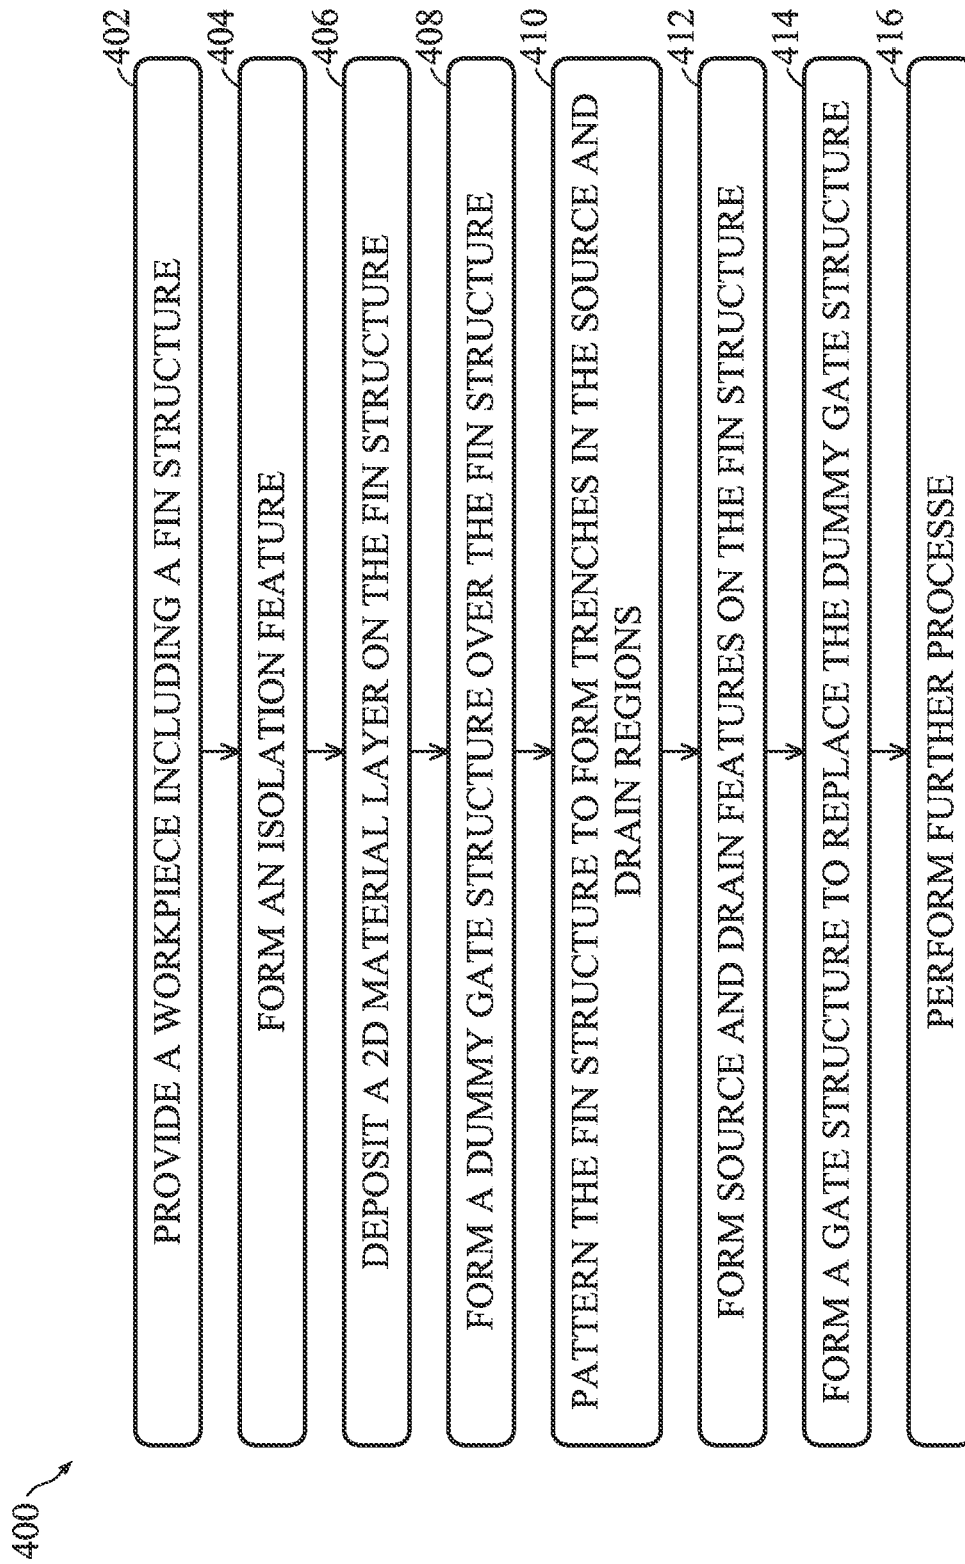 400
402
PROVIDE A WORKPIECE INCLUDING A FIN STRUCTURE
404
FORM AN ISOLATION FEATURE
406
DEPOSIT A 2D MATERIAL LAYER ON THE FIN STRUCTURE
408
FORM A DUMMY GATE STRUCTURE OVER THE FIN STRUCTURE
410
PATTERN THE FIN STRUCTURE TO FORM TRENCHES IN THE SOURCE AND
DRAIN REGIONS
412
FORM SOURCE AND DRAIN FEATURES ON THE FIN STRUCTURE
414
FORM A GATE STRUCTURE TO REPLACE THE DUMMY GATE STRUCTURE
416
PERFORM FURTHER PROCESSE